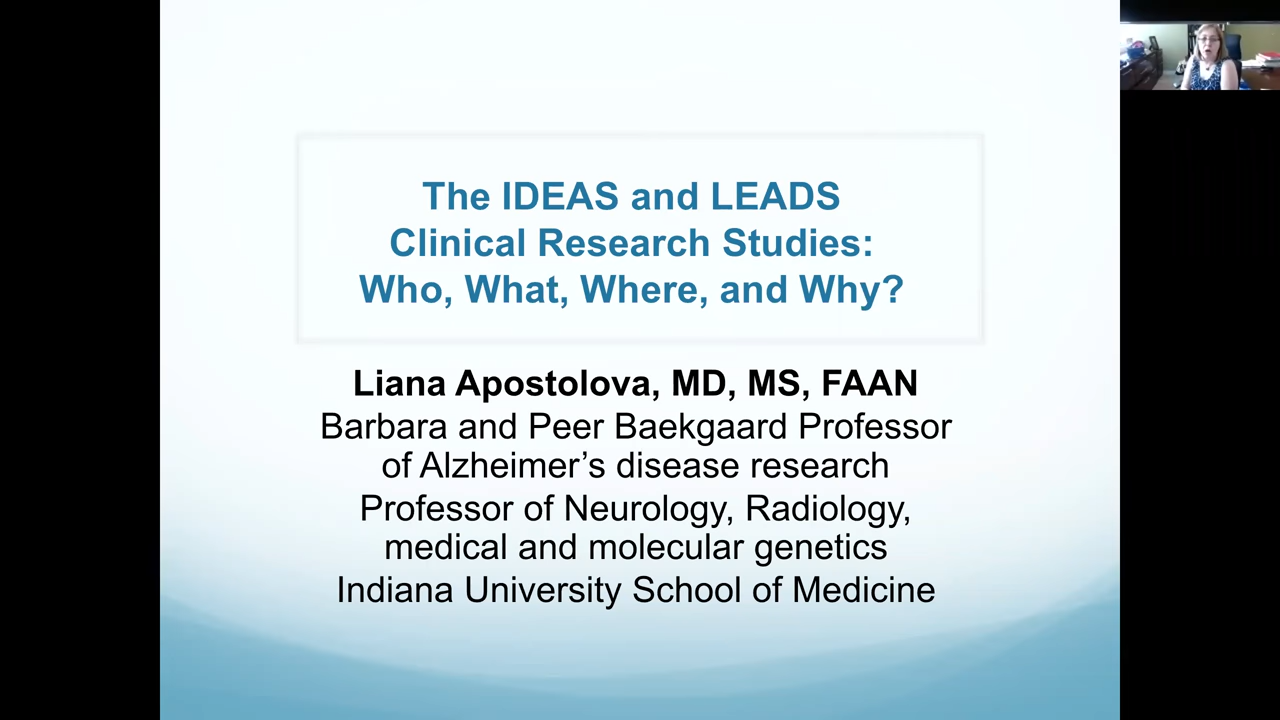 The IDEAS and LEADS
Clinical Research Studies:
Who, What, Where, and Why?
Liana Apostolova, MD, MS, FAAN
Barbara and Peer Baekgaard Professor
of Alzheimer’s disease research
Professor of Neurology, Radiology,
medical and molecular genetics
Indiana University School of Medicine